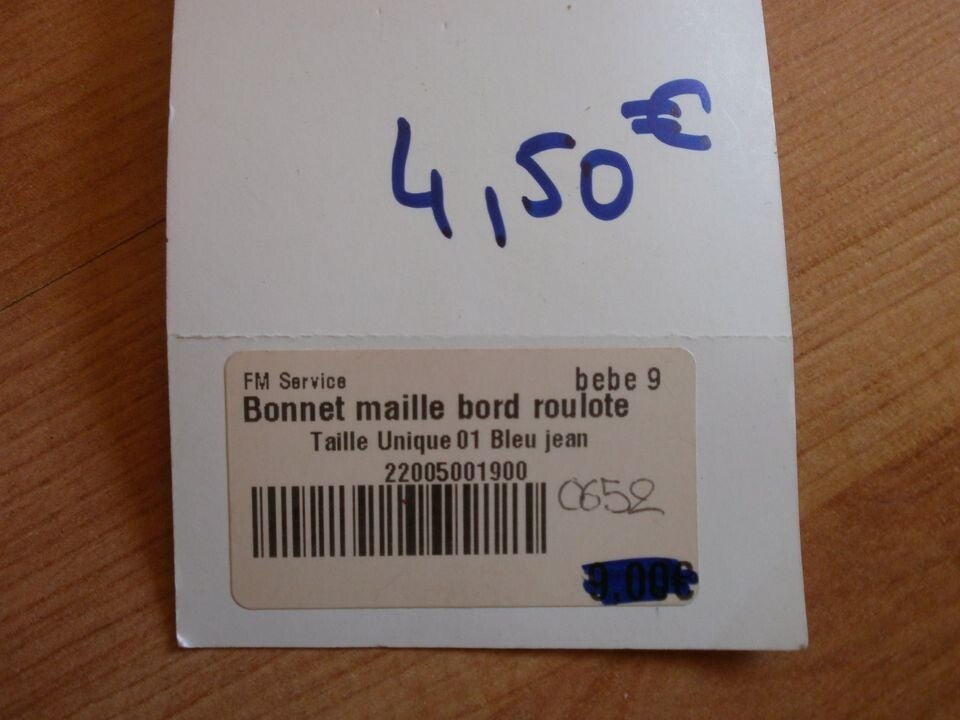 4,50€
FM Service bebe 9
Bonnet maille bord roulote
Taille Unique 01 Bleu jean
22005001900
0652
9,00€